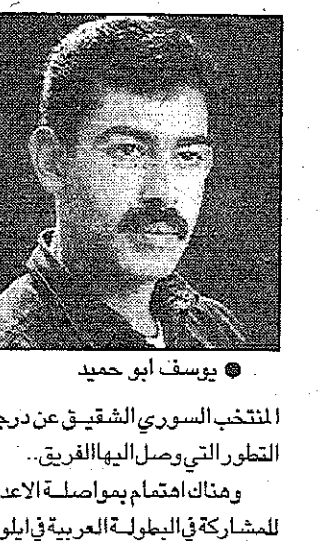 ● يوسف ابو حميد
المنتخب السوري الشقيق عن درج
التطور التي وصل اليها الفريق..
وهناك اهتمام بمواصلة الاعد
للمشاركة في البطولة العربية في ايلو